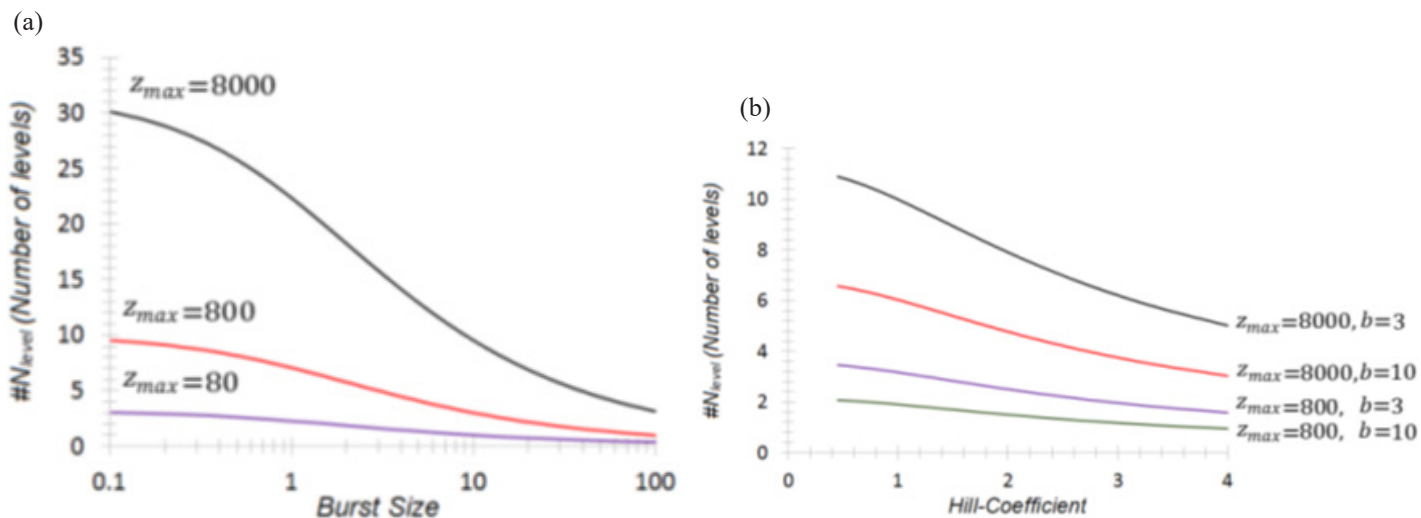 (a)
35
30
25
20
15
10
5
0
#N_level (Number of levels)
z_max=8000
z_max=800
z_max=80
0.1 1 10 100
Burst Size
(b)
12
10
8
6
4
2
0
#N_level (Number of levels)
z_max=8000, b=3
z_max=8000, b=10
z_max=800, b=3
z_max=800, b=10
0 1 2 3 4
Hill-Coefficient